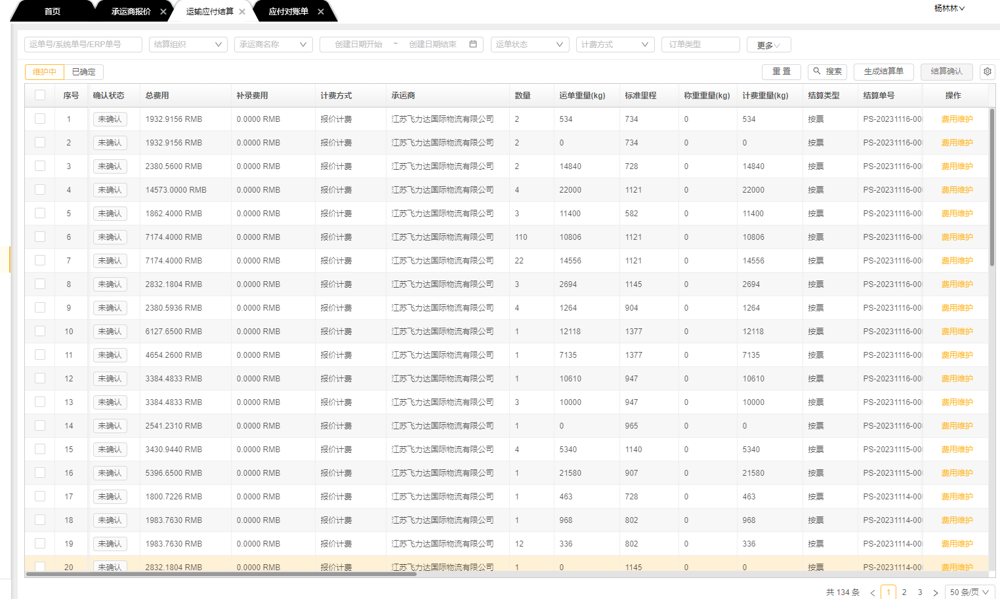 首页 承运商报价 运输应付结算 应付对账单 杨林林
运单号/系统单号/ERP单号 结算组织 承运商名称 创建日期开始 ~ 创建日期结束 运单状态 计费方式 订单类型 更多
维护中 已确定 重 置 搜索 生成结算单 结算确认
序号 确认状态 总费用 补录费用 计费方式 承运商 数量 运单重量(kg) 标准里程 称重重量(kg) 计费重量(kg) 结算类型 结算单号 操作
1 未确认 1932.9156 RMB 0.0000 RMB 报价计费 江苏飞力达国际物流有限公司 2 534 734 0 534 按票 PS-20231116-00 费用维护
2 未确认 1932.9156 RMB 0.0000 RMB 报价计费 江苏飞力达国际物流有限公司 2 0 734 0 0 按票 PS-20231116-00 费用维护
3 未确认 2380.5600 RMB 0.0000 RMB 报价计费 江苏飞力达国际物流有限公司 2 14840 728 0 14840 按票 PS-20231116-00 费用维护
4 未确认 14573.0000 RMB 0.0000 RMB 报价计费 江苏飞力达国际物流有限公司 4 22000 1121 0 22000 按票 PS-20231116-00 费用维护
5 未确认 1862.4000 RMB 0.0000 RMB 报价计费 江苏飞力达国际物流有限公司 3 11400 582 0 11400 按票 PS-20231116-00 费用维护
6 未确认 7174.4000 RMB 0.0000 RMB 报价计费 江苏飞力达国际物流有限公司 110 10806 1121 0 10806 按票 PS-20231116-00 费用维护
7 未确认 7174.4000 RMB 0.0000 RMB 报价计费 江苏飞力达国际物流有限公司 22 14556 1121 0 14556 按票 PS-20231116-00 费用维护
8 未确认 2832.1804 RMB 0.0000 RMB 报价计费 江苏飞力达国际物流有限公司 3 2694 1145 0 2694 按票 PS-20231116-00 费用维护
9 未确认 2380.5936 RMB 0.0000 RMB 报价计费 江苏飞力达国际物流有限公司 4 1264 904 0 1264 按票 PS-20231116-00 费用维护
10 未确认 6127.6500 RMB 0.0000 RMB 报价计费 江苏飞力达国际物流有限公司 1 12118 1377 0 12118 按票 PS-20231116-00 费用维护
11 未确认 4654.2600 RMB 0.0000 RMB 报价计费 江苏飞力达国际物流有限公司 1 7135 1377 0 7135 按票 PS-20231116-00 费用维护
12 未确认 3384.4833 RMB 0.0000 RMB 报价计费 江苏飞力达国际物流有限公司 1 10610 947 0 10610 按票 PS-20231116-00 费用维护
13 未确认 3384.4833 RMB 0.0000 RMB 报价计费 江苏飞力达国际物流有限公司 3 10000 947 0 10000 按票 PS-20231116-00 费用维护
14 未确认 2541.2310 RMB 0.0000 RMB 报价计费 江苏飞力达国际物流有限公司 1 0 965 0 0 按票 PS-20231116-00 费用维护
15 未确认 3430.9440 RMB 0.0000 RMB 报价计费 江苏飞力达国际物流有限公司 4 5340 1140 0 5340 按票 PS-20231115-00 费用维护
16 未确认 5396.6500 RMB 0.0000 RMB 报价计费 江苏飞力达国际物流有限公司 1 21580 907 0 21580 按票 PS-20231115-00 费用维护
17 未确认 1800.7226 RMB 0.0000 RMB 报价计费 江苏飞力达国际物流有限公司 1 463 728 0 463 按票 PS-20231114-00 费用维护
18 未确认 1983.7630 RMB 0.0000 RMB 报价计费 江苏飞力达国际物流有限公司 1 968 802 0 968 按票 PS-20231114-00 费用维护
19 未确认 1983.7630 RMB 0.0000 RMB 报价计费 江苏飞力达国际物流有限公司 12 336 802 0 336 按票 PS-20231114-00 费用维护
20 未确认 2832.1804 RMB 0.0000 RMB 报价计费 江苏飞力达国际物流有限公司 1 0 1145 0 0 按票 PS-20231114-00 费用维护
共 134 条 < 1 2 3 > 50 条/页